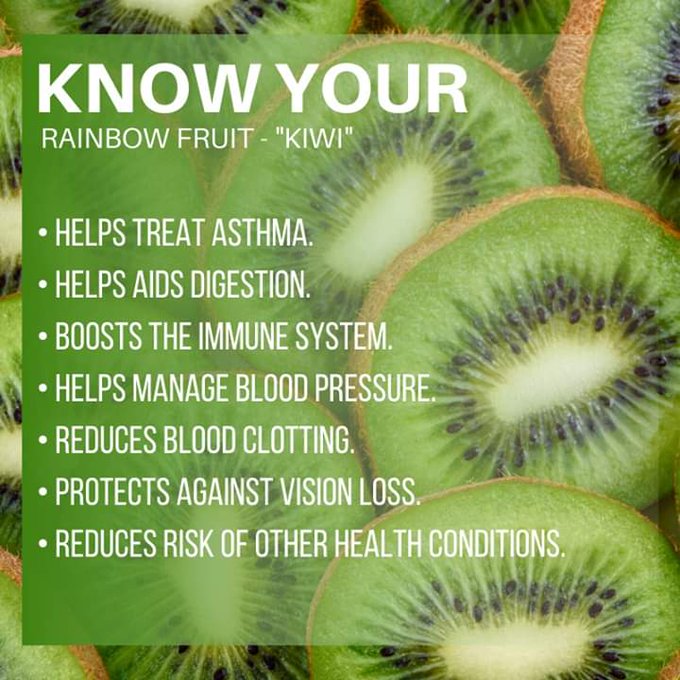 KNOW YOUR
RAINBOW FRUIT - "KIWI"
• HELPS TREAT ASTHMA.
• HELPS AIDS DIGESTION.
• BOOSTS THE IMMUNE SYSTEM.
• HELPS MANAGE BLOOD PRESSURE.
• REDUCES BLOOD CLOTTING.
• PROTECTS AGAINST VISION LOSS.
• REDUCES RISK OF OTHER HEALTH CONDITIONS.